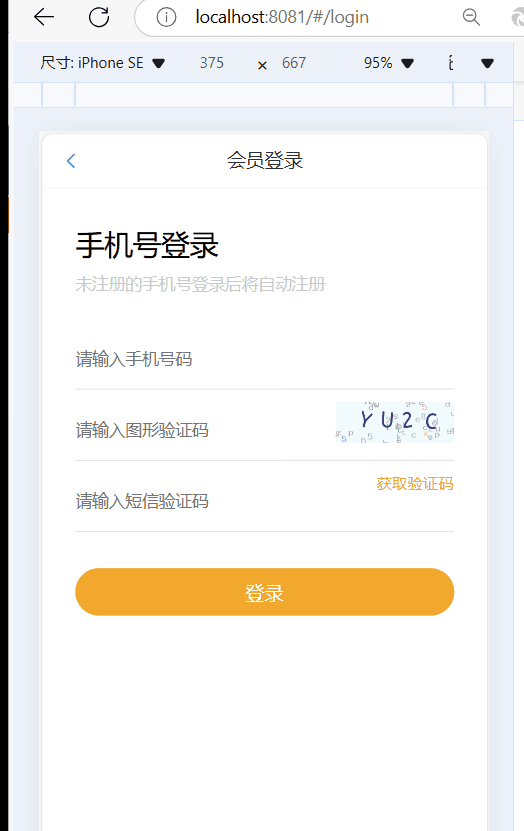 localhost:8081/#/login
尺寸: iPhone SE ▼ 375 × 667 95% ▼
会员登录
手机号登录
未注册的手机号登录后将自动注册
请输入手机号码
请输入图形验证码 YU2C
获取验证码
请输入短信验证码
登录